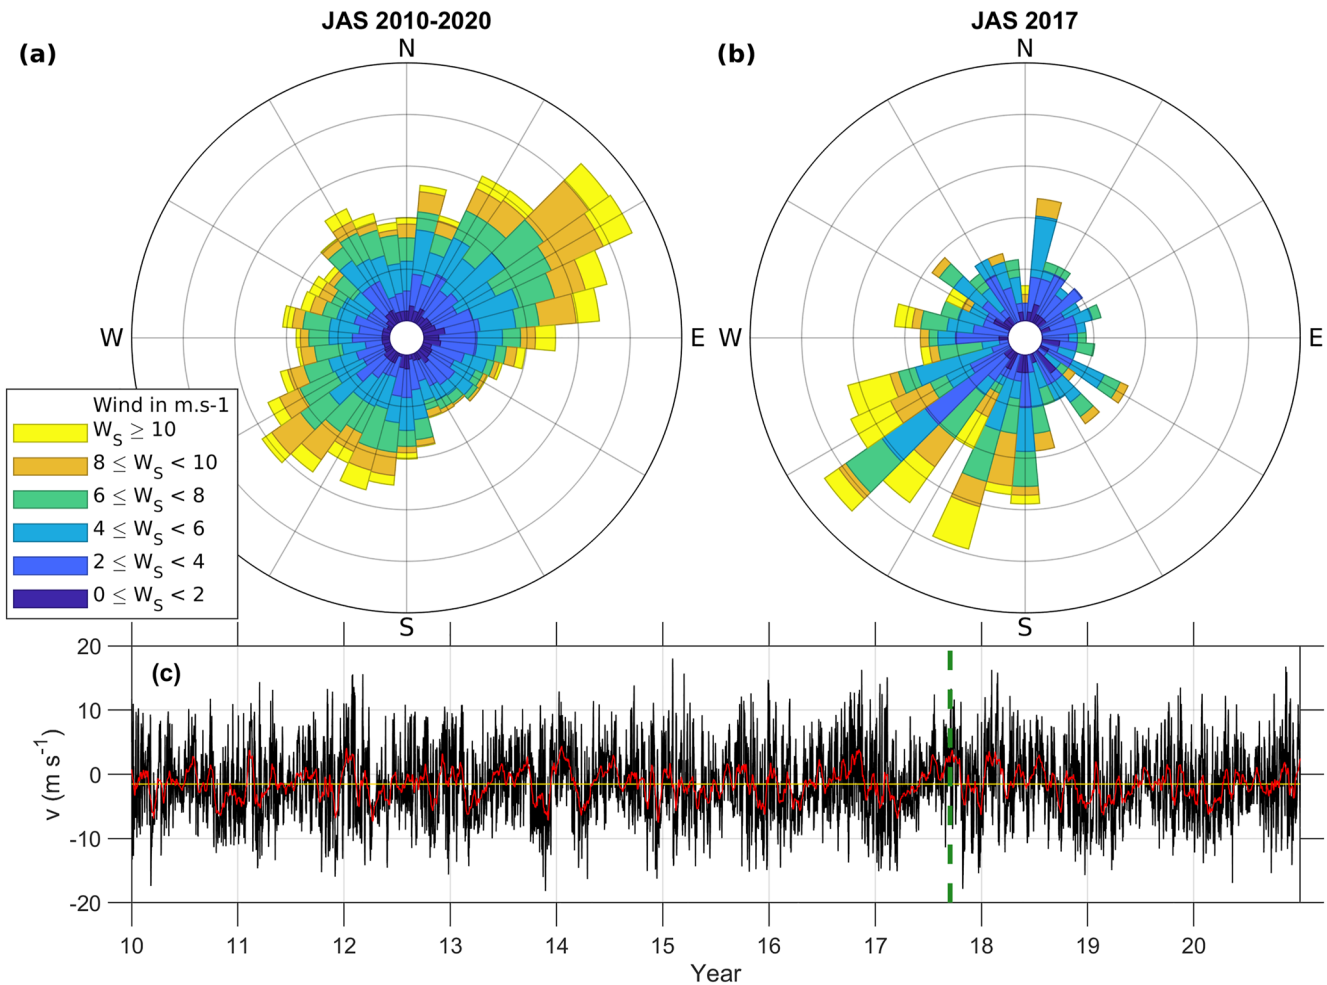 JAS 2010-2020
JAS 2017
(a)
N
(b)
N
W
E
W
E
Wind in m.s-1
W_S ≥ 10
8 ≤ W_S < 10
6 ≤ W_S < 8
4 ≤ W_S < 6
2 ≤ W_S < 4
0 ≤ W_S < 2
S
S
(c)
20
10
0
-10
-20
v (m s⁻¹)
10 11 12 13 14 15 16 17 18 19 20
Year